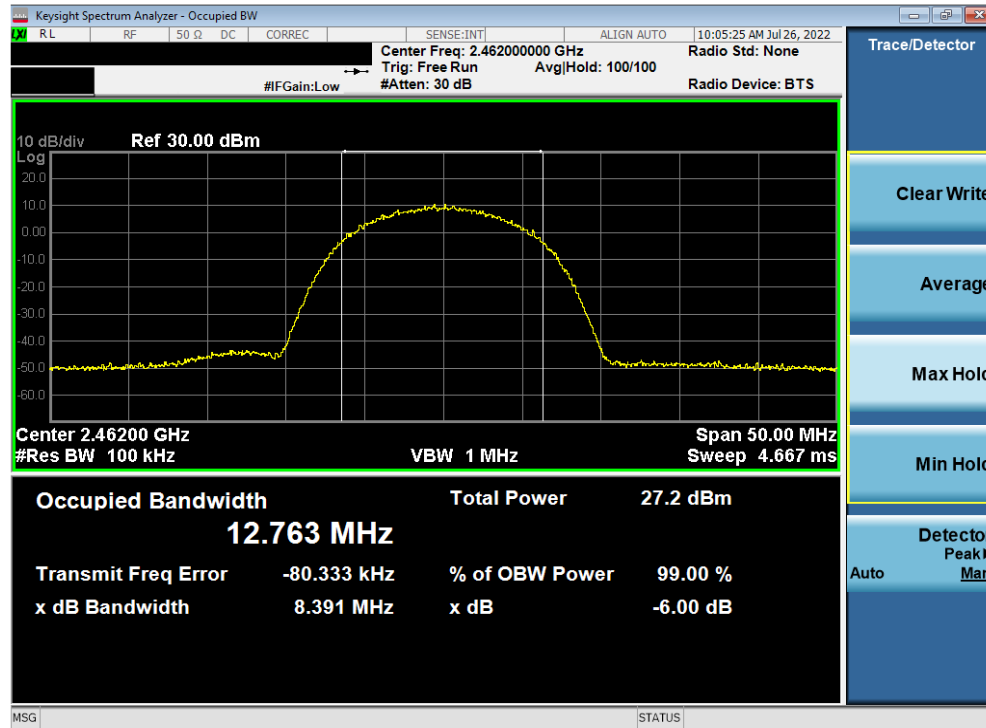 Keysight Spectrum Analyzer - Occupied BW
LXI RL RF 50 Ω DC CORREC SENSE:INT ALIGN AUTO 10:05:25 AM Jul 26, 2022
Center Freq: 2.462000000 GHz Radio Std: None
Trig: Free Run Avg|Hold: 100/100
#IFGain:Low #Atten: 30 dB Radio Device: BTS
Trace/Detector
10 dB/div Ref 30.00 dBm
Log
20.0
10.0
0.00
-10.0
-20.0
-30.0
-40.0
-50.0
-60.0
Center 2.46200 GHz Span 50.00 MHz
#Res BW 100 kHz VBW 1 MHz Sweep 4.667 ms
Occupied Bandwidth Total Power 27.2 dBm
12.763 MHz
Transmit Freq Error -80.333 kHz % of OBW Power 99.00 %
x dB Bandwidth 8.391 MHz x dB -6.00 dB
Clear Write
Average
Max Hold
Min Hold
Detector
Peak
Auto Man
MSG STATUS